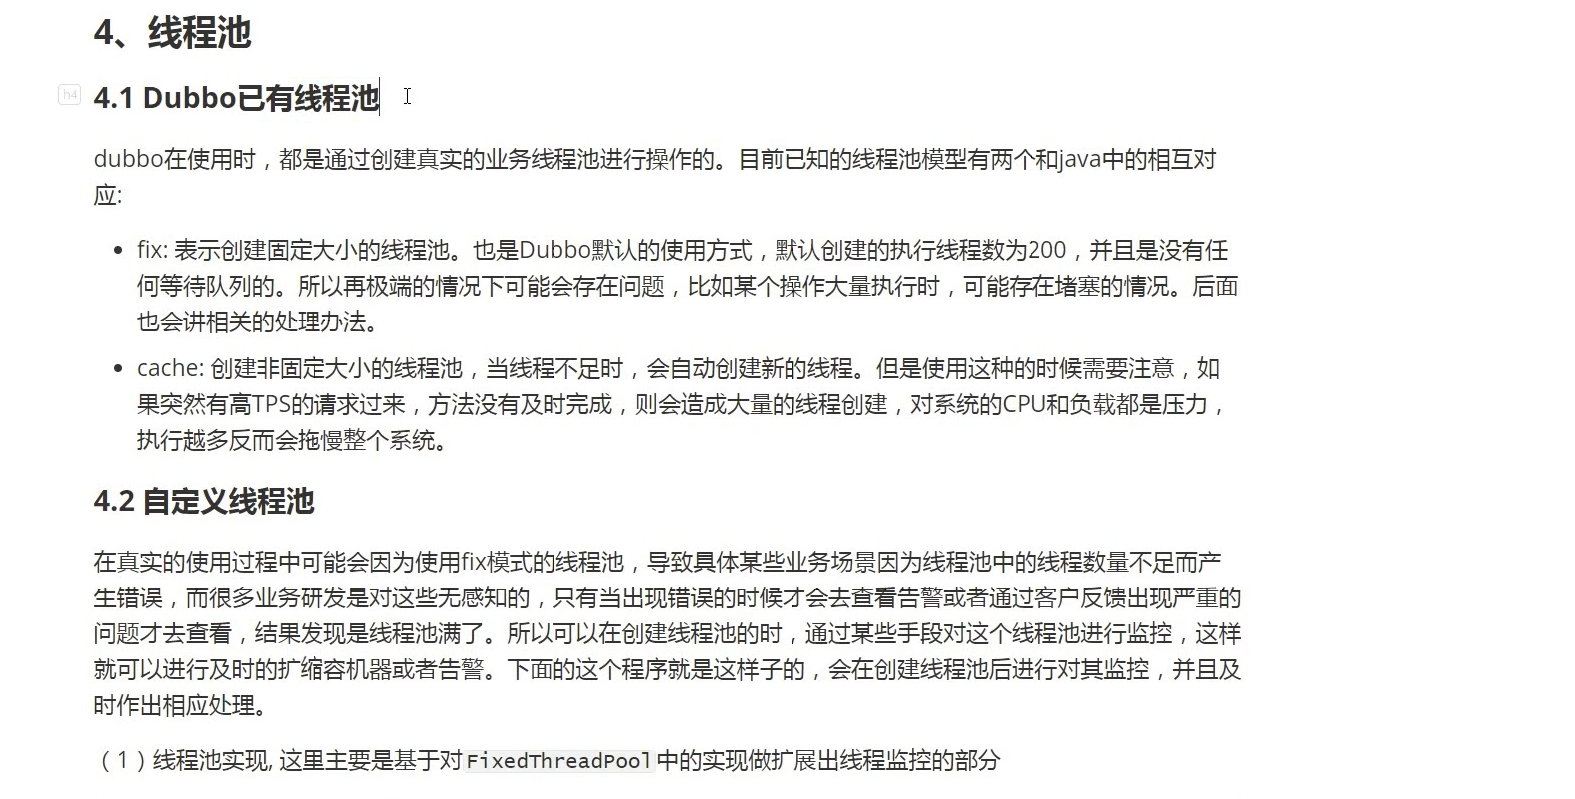 4、线程池
h4
4.1 Dubbo已有线程池
dubbo在使用时，都是通过创建真实的业务线程池进行操作的。目前已知的线程池模型有两个和java中的相互对
应:
• fix: 表示创建固定大小的线程池。也是Dubbo默认的使用方式，默认创建的执行线程数为200，并且是没有任
何等待队列的。所以再极端的情况下可能会存在问题，比如某个操作大量执行时，可能存在堵塞的情况。后面
也会讲相关的处理办法。
• cache: 创建非固定大小的线程池，当线程不足时，会自动创建新的线程。但是使用这种的时候需要注意，如
果突然有高TPS的请求过来，方法没有及时完成，则会造成大量的线程创建，对系统的CPU和负载都是压力，
执行越多反而会拖慢整个系统。
4.2 自定义线程池
在真实的使用过程中可能会因为使用fix模式的线程池，导致具体某些业务场景因为线程池中的线程数量不足而产
生错误，而很多业务研发是对这些无感知的，只有当出现错误的时候才会去查看告警或者通过客户反馈出现严重的
问题才去查看，结果发现是线程池满了。所以可以在创建线程池的时，通过某些手段对这个线程池进行监控，这样
就可以进行及时的扩缩容机器或者告警。下面的这个程序就是这样子的，会在创建线程池后进行对其监控，并且及
时作出相应处理。
（1）线程池实现, 这里主要是基于对FixedThreadPool中的实现做扩展出线程监控的部分